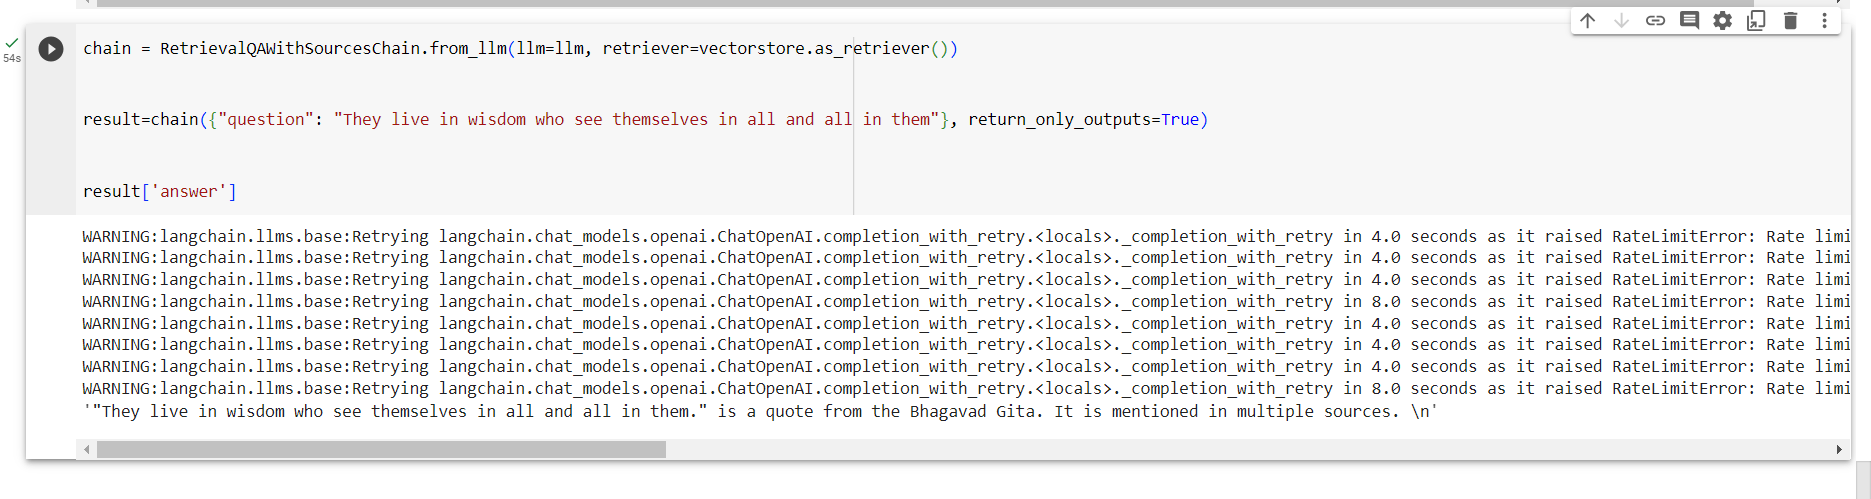 chain = RetrievalQAWithSourcesChain.from_llm(llm=llm, retriever=vectorstore.as_retriever())
54s
result=chain({"question": "They live in wisdom who see themselves in all and all in them"}, return_only_outputs=True)
result['answer']
WARNING:langchain.llms.base:Retrying langchain.chat_models.openai.ChatOpenAI.completion_with_retry.<locals>._completion_with_retry in 4.0 seconds as it raised RateLimitError: Rate limi
WARNING:langchain.llms.base:Retrying langchain.chat_models.openai.ChatOpenAI.completion_with_retry.<locals>._completion_with_retry in 4.0 seconds as it raised RateLimitError: Rate limi
WARNING:langchain.llms.base:Retrying langchain.chat_models.openai.ChatOpenAI.completion_with_retry.<locals>._completion_with_retry in 4.0 seconds as it raised RateLimitError: Rate limi
WARNING:langchain.llms.base:Retrying langchain.chat_models.openai.ChatOpenAI.completion_with_retry.<locals>._completion_with_retry in 8.0 seconds as it raised RateLimitError: Rate limi
WARNING:langchain.llms.base:Retrying langchain.chat_models.openai.ChatOpenAI.completion_with_retry.<locals>._completion_with_retry in 4.0 seconds as it raised RateLimitError: Rate limi
WARNING:langchain.llms.base:Retrying langchain.chat_models.openai.ChatOpenAI.completion_with_retry.<locals>._completion_with_retry in 4.0 seconds as it raised RateLimitError: Rate limi
WARNING:langchain.llms.base:Retrying langchain.chat_models.openai.ChatOpenAI.completion_with_retry.<locals>._completion_with_retry in 4.0 seconds as it raised RateLimitError: Rate limi
WARNING:langchain.llms.base:Retrying langchain.chat_models.openai.ChatOpenAI.completion_with_retry.<locals>._completion_with_retry in 8.0 seconds as it raised RateLimitError: Rate limi
'"They live in wisdom who see themselves in all and all in them." is a quote from the Bhagavad Gita. It is mentioned in multiple sources. \n'